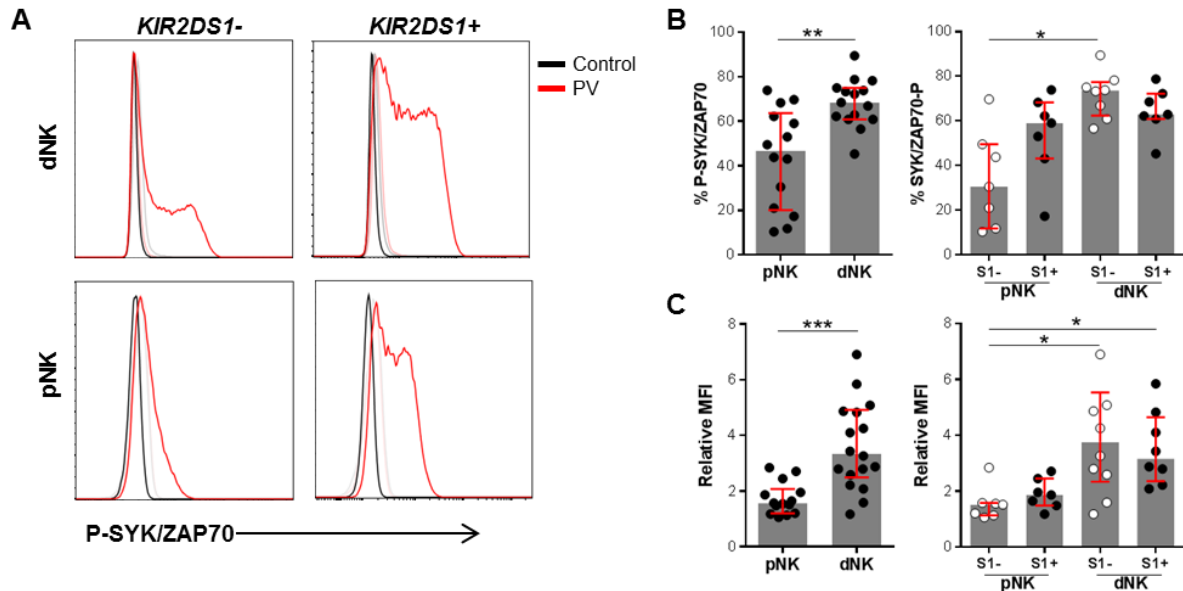 A
KIR2DS1-
KIR2DS1+
Control
PV
dNK
pNK
P-SYK/ZAP70
B
**
% P-SYK/ZAP70
100
80
60
40
20
0
pNK
dNK
*
% SYK/ZAP70-P
100
80
60
40
20
0
S1-
S1+
S1-
S1+
pNK
dNK
C
***
Relative MFI
8
6
4
2
0
pNK
dNK
*
*
Relative MFI
8
6
4
2
0
S1-
S1+
S1-
S1+
pNK
dNK